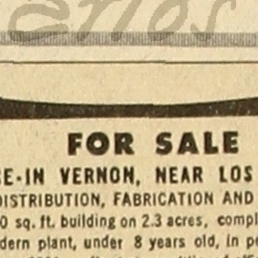 FOR SALE
E-IN VERNON, NEAR LOS
DISTRIBUTION, FABRICATION AND
0 sq. ft. building on 2.3 acres, compl
dern plant, under 8 years old, in pe